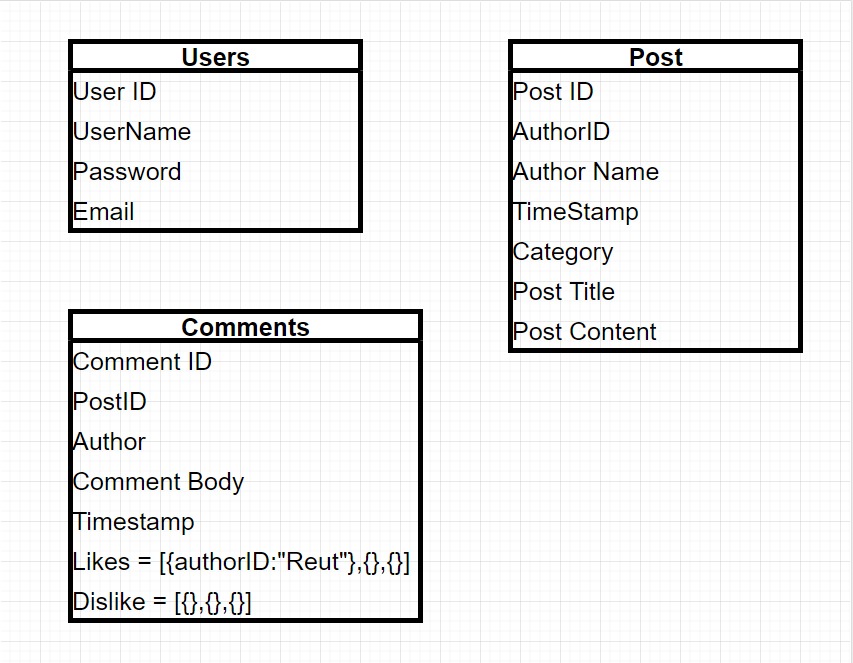 Users
User ID
UserName
Password
Email
Post
Post ID
AuthorID
Author Name
TimeStamp
Category
Post Title
Post Content
Comments
Comment ID
PostID
Author
Comment Body
Timestamp
Likes = [{authorID:"Reut"},{},{}]
Dislike = [{},{},{}]